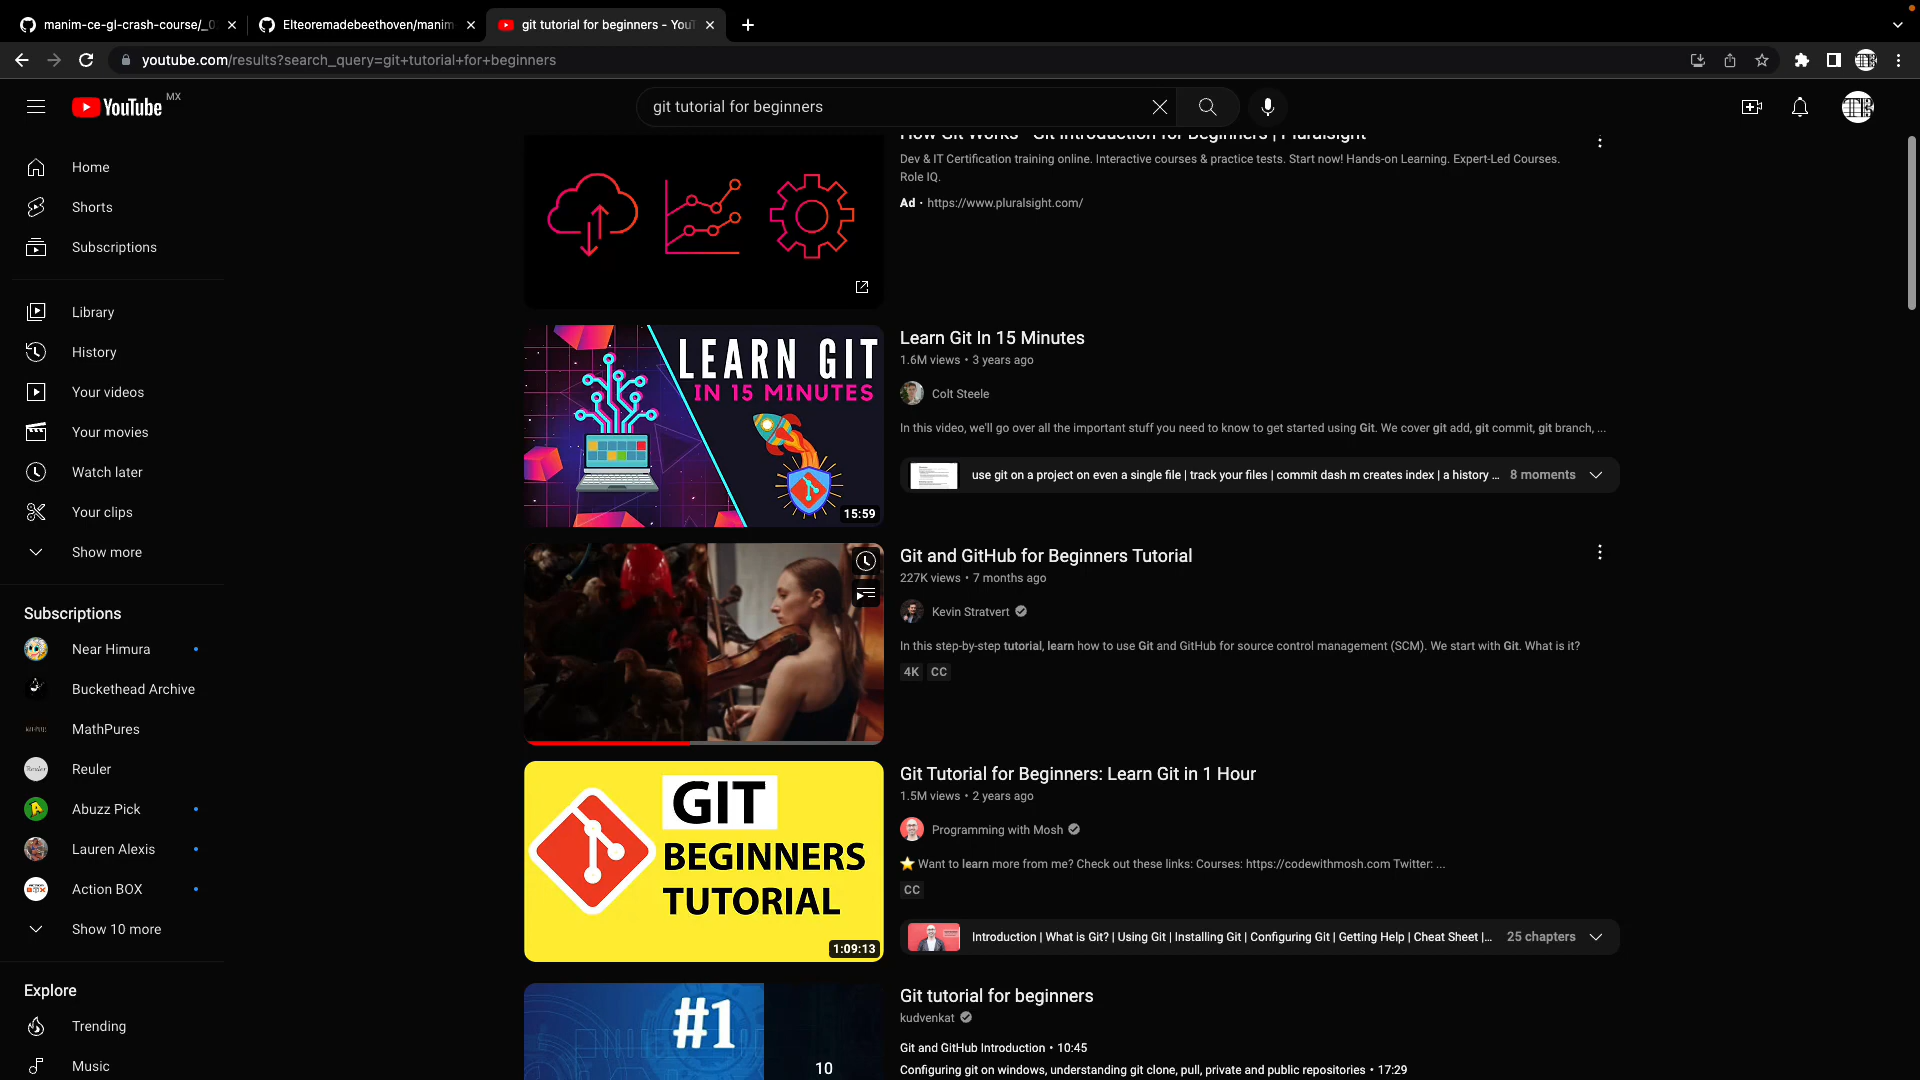 manim-ce-gl-crash-course/_0
Elteoremadebeethoven/manim
git tutorial for beginners - YouT
youtube.com/results?search_query=git+tutorial+for+beginners
YouTube MX
git tutorial for beginners
Home
Shorts
Subscriptions
Library
History
Your videos
Your movies
Watch later
Your clips
Show more
Subscriptions
Near Himura
Buckethead Archive
MathPures
Reuler
Abuzz Pick
Lauren Alexis
Action BOX
Show 10 more
Explore
Trending
Music
How Git Works - Git Introduction for Beginners | Pluralsight
Dev & IT Certification training online. Interactive courses & practice tests. Start now! Hands-on Learning. Expert-Led Courses.
Role IQ.
Ad • https://www.pluralsight.com/
LEARN GIT
IN 15 MINUTES
15:59
Learn Git In 15 Minutes
1.6M views • 3 years ago
Colt Steele
In this video, we'll go over all the important stuff you need to know to get started using Git. We cover git add, git commit, git branch, ...
use git on a project on even a single file | track your files | commit dash m creates index | a history ... 8 moments
Git and GitHub for Beginners Tutorial
227K views • 7 months ago
Kevin Stratvert
In this step-by-step tutorial, learn how to use Git and GitHub for source control management (SCM). We start with Git. What is it?
4K CC
GIT
BEGINNERS
TUTORIAL
1:09:13
Git Tutorial for Beginners: Learn Git in 1 Hour
1.5M views • 2 years ago
Programming with Mosh
Want to learn more from me? Check out these links: Courses: https://codewithmosh.com Twitter: ...
CC
Introduction | What is Git? | Using Git | Installing Git | Configuring Git | Getting Help | Cheat Sheet |... 25 chapters
#1
10
Git tutorial for beginners
kudvenkat
Git and GitHub Introduction • 10:45
Configuring git on windows, understanding git clone, pull, private and public repositories • 17:29